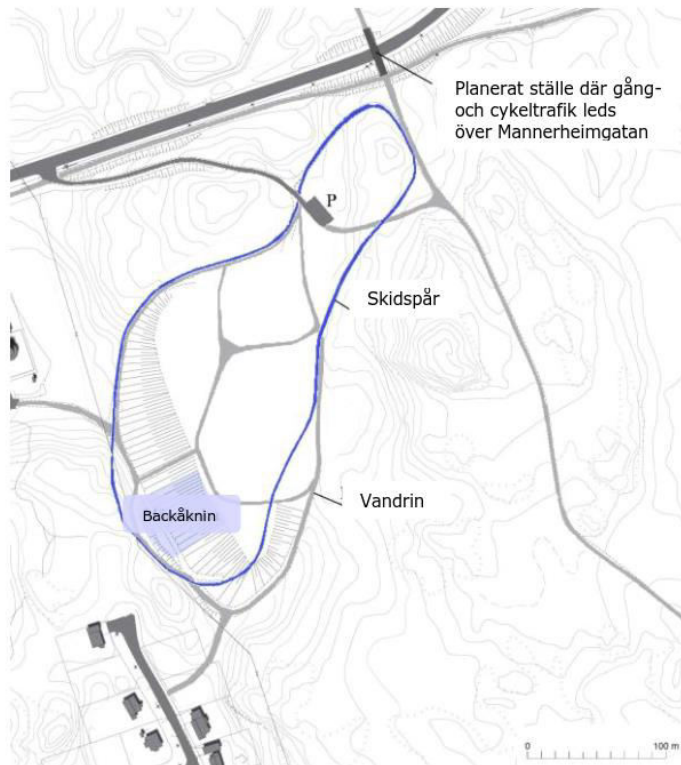 Planerat ställe där gång-
och cykeltrafik leds
över Mannerheimgatan
P
Skidspår
Vandrin
Backåknin
0 100 m